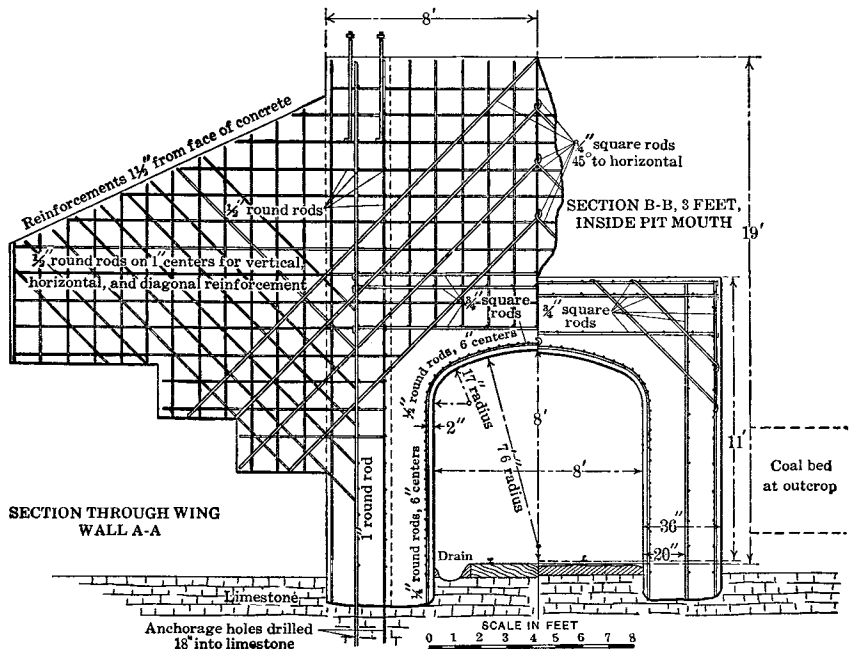 8'
Reinforcements 1½" from face of concrete
¾" square rods
45° to horizontal
½" round rods
SECTION B-B, 3 FEET,
INSIDE PIT MOUTH
19'
½" round rods on 1" centers for vertical,
horizontal, and diagonal reinforcement
¾" square
rods
¾" square
rods
½" round rods, 6" centers
17" radius
2"
8'
7'6" radius
8'
11'
Coal bed
at outcrop
SECTION THROUGH WING
WALL A-A
1" round rod
round rods, 6" centers
36"
20"
Drain
Limestone
Anchorage holes drilled
18" into limestone
SCALE IN FEET
0 1 2 3 4 5 6 7 8